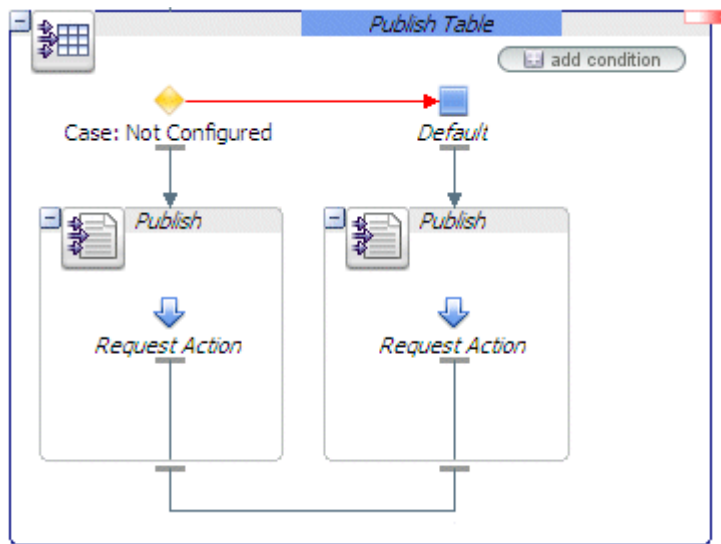 Publish Table
add condition
Case: Not Configured
Default
Publish
Publish
Request Action
Request Action